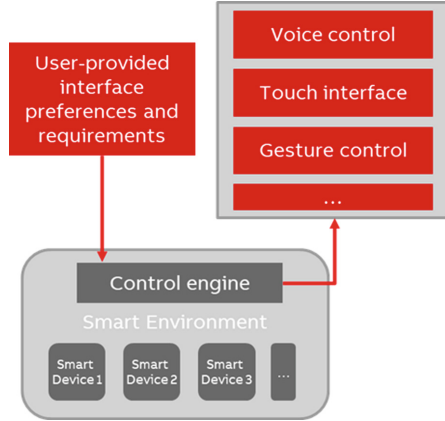 User-provided
interface
preferences and
requirements
Voice control
Touch interface
Gesture control
...
Control engine
Smart Environment
Smart
Device 1
Smart
Device 2
Smart
Device 3
...